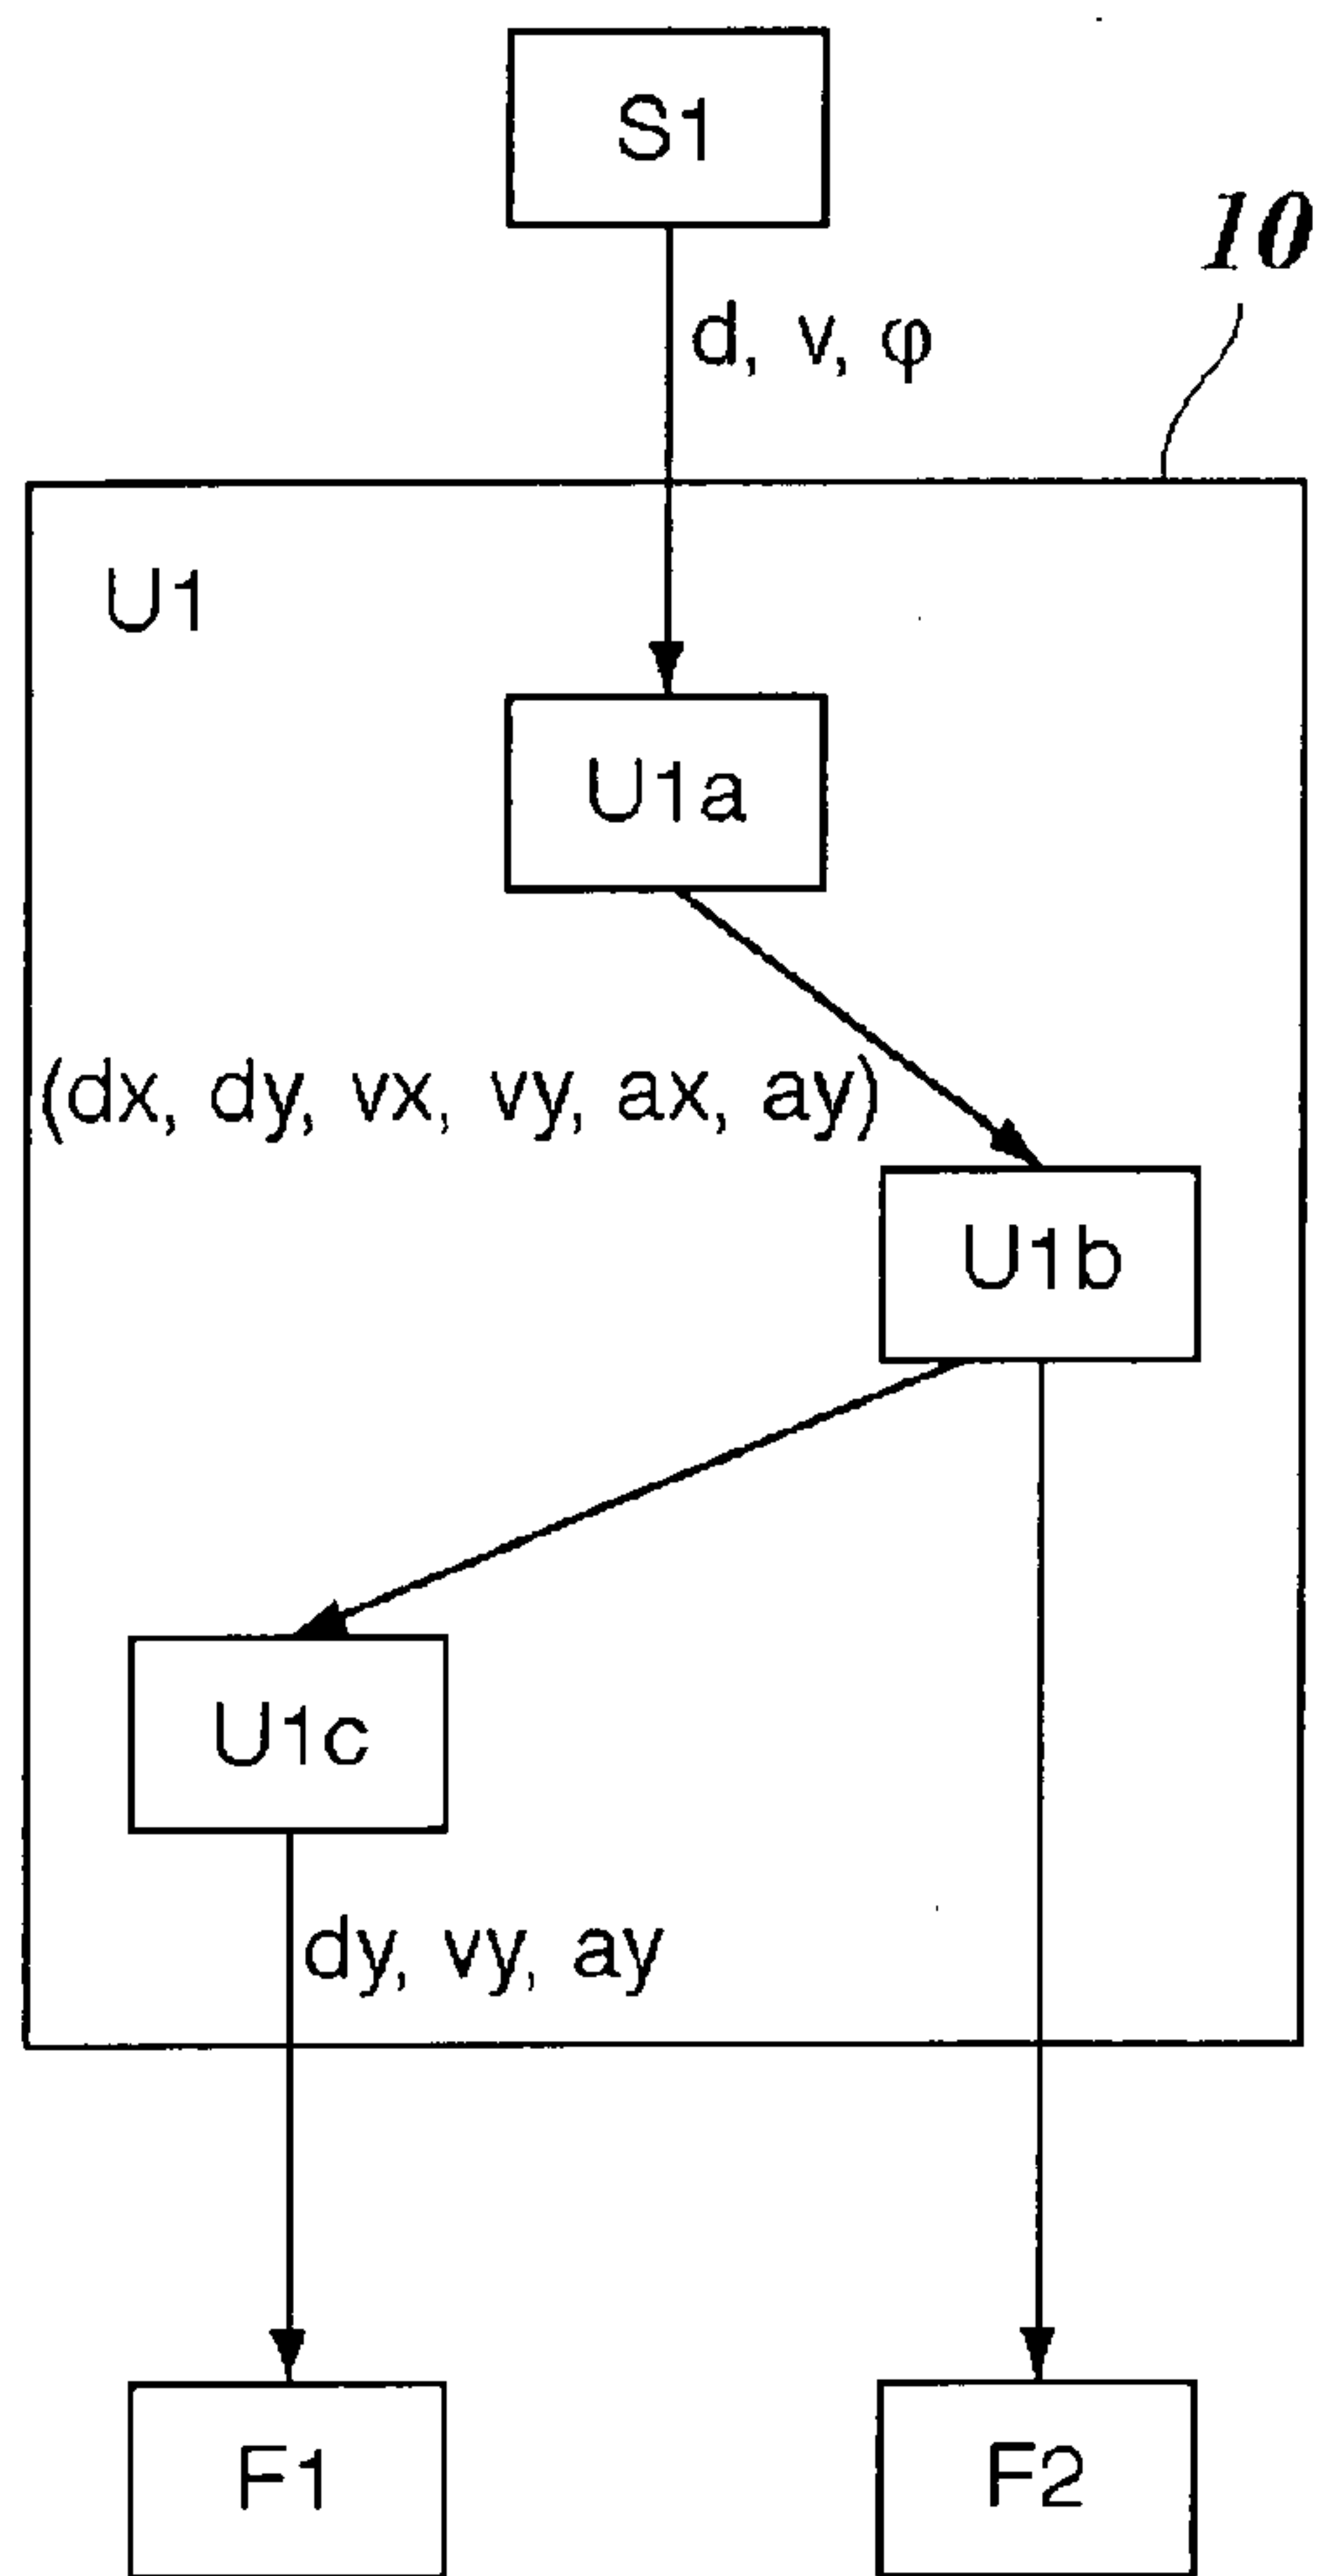 S1
10
d, v, φ
U1
U1a
(dx, dy, vx, vy, ax, ay)
U1b
U1c
dy, vy, ay
F1
F2